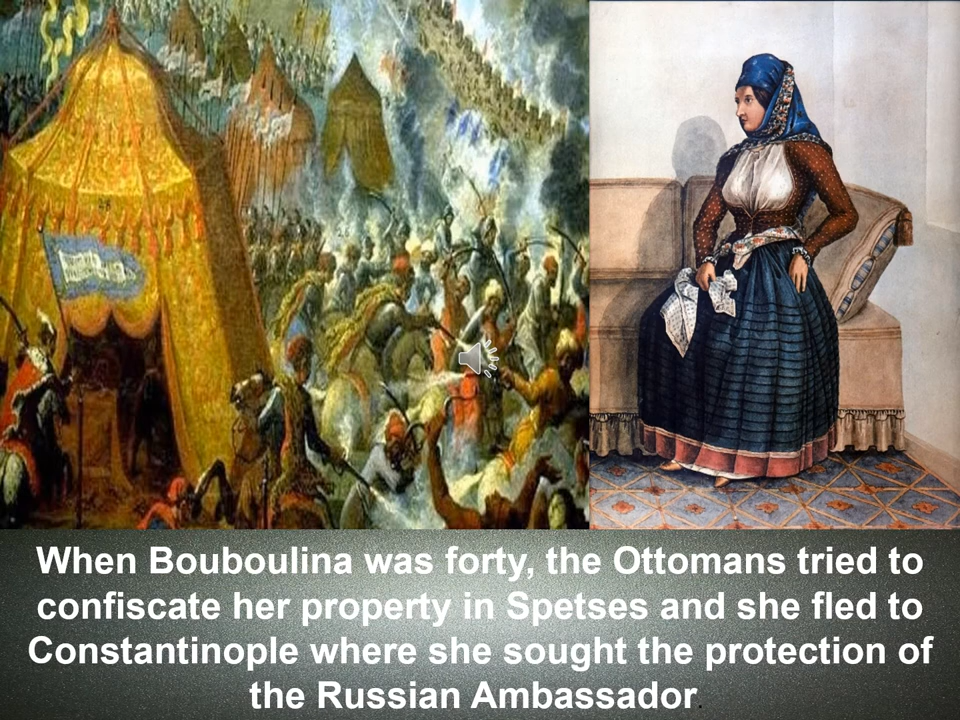 When Bouboulina was forty, the Ottomans tried to
confiscate her property in Spetses and she fled to
Constantinople where she sought the protection of
the Russian Ambassador.